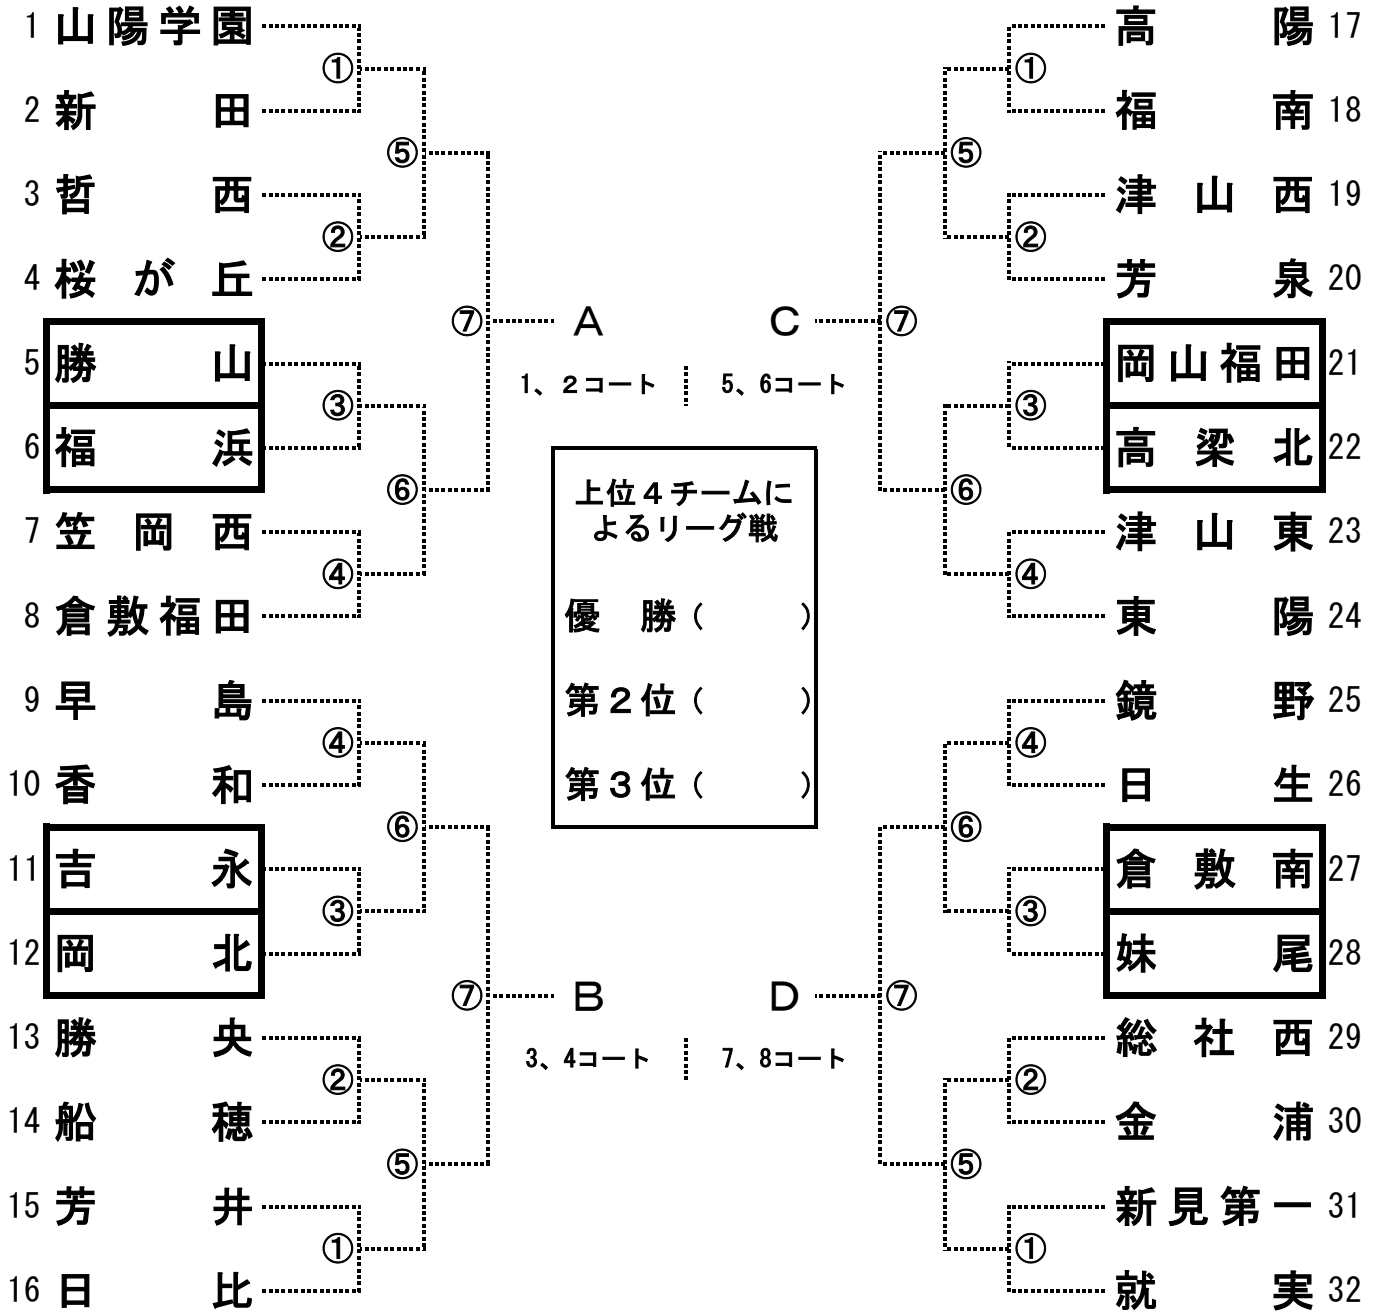 1 山陽学園
①
2 新田
⑤
3 哲西
②
4 桜が丘
⑦ A
1、２コート
5 勝山
③
6 福浜
⑥
7 笠岡西
④
8 倉敷福田
9 早島
④
10 香和
⑥
11 吉永
③
12 岡北
⑦ B
3、4コート
13 勝央
②
14 船穂
⑤
15 芳井
①
16 日比
上位４チームに
よるリーグ戦
優勝（　　）
第２位（　　）
第３位（　　）
高陽 17
①
福南 18
⑤
津山西 19
②
芳泉 20
C ⑦
5、6コート
岡山福田 21
③
高梁北 22
⑥
津山東 23
④
東陽 24
鏡野 25
④
日生 26
⑥
倉敷南 27
③
妹尾 28
D ⑦
7、8コート
総社西 29
②
金浦 30
⑤
新見第一 31
①
就実 32